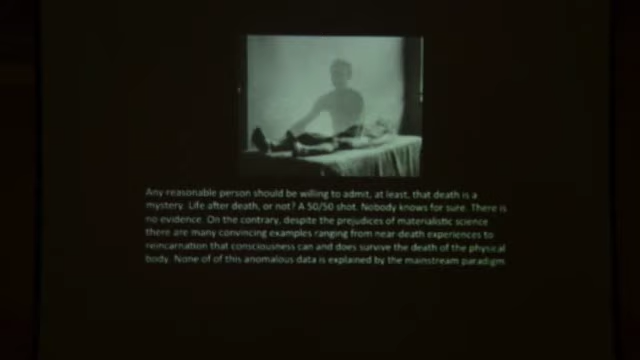 Any reasonable person should be willing to admit, at least, that death is a
mystery. Life after death, or not? A 50/50 shot. Nobody knows for sure. There is
no evidence. On the contrary, despite the prejudices of materialistic science
there are many convincing examples ranging from near-death experiences to
reincarnation that consciousness can and does survive the death of the physical
body. None of of this anomalous data is explained by the mainstream paradigm